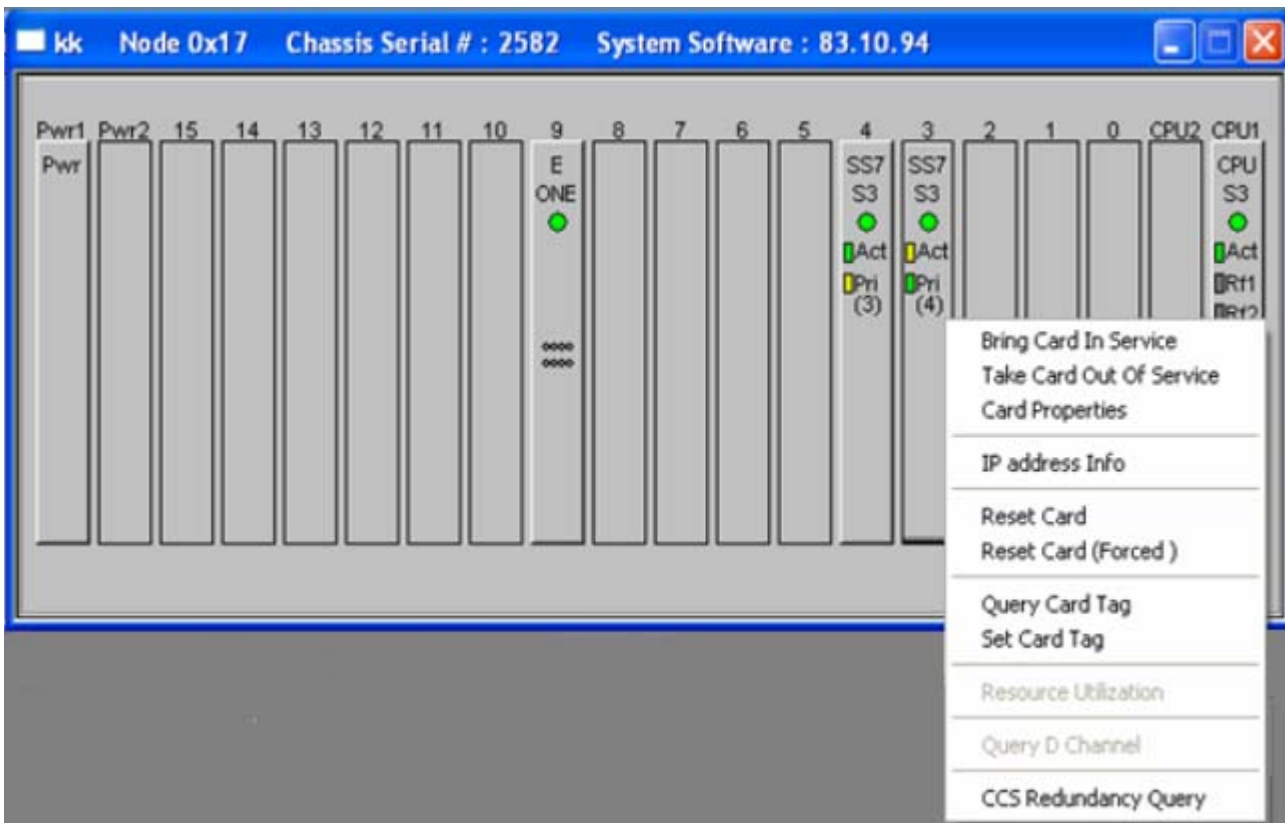 kk Node 0x17 Chassis Serial # : 2582 System Software : 83.10.94
Pwr1 Pwr2 15 14 13 12 11 10 9 8 7 6 5 4 3 2 1 0 CPU2 CPU1
Pwr E SS7 SS7 CPU
ONE S3 S3 S3
Act Act Act
Pri Pri Rf1
(3) (4) Rf2
Bring Card In Service
Take Card Out Of Service
Card Properties
IP address Info
Reset Card
Reset Card (Forced )
Query Card Tag
Set Card Tag
Resource Utilization
Query D Channel
CCS Redundancy Query